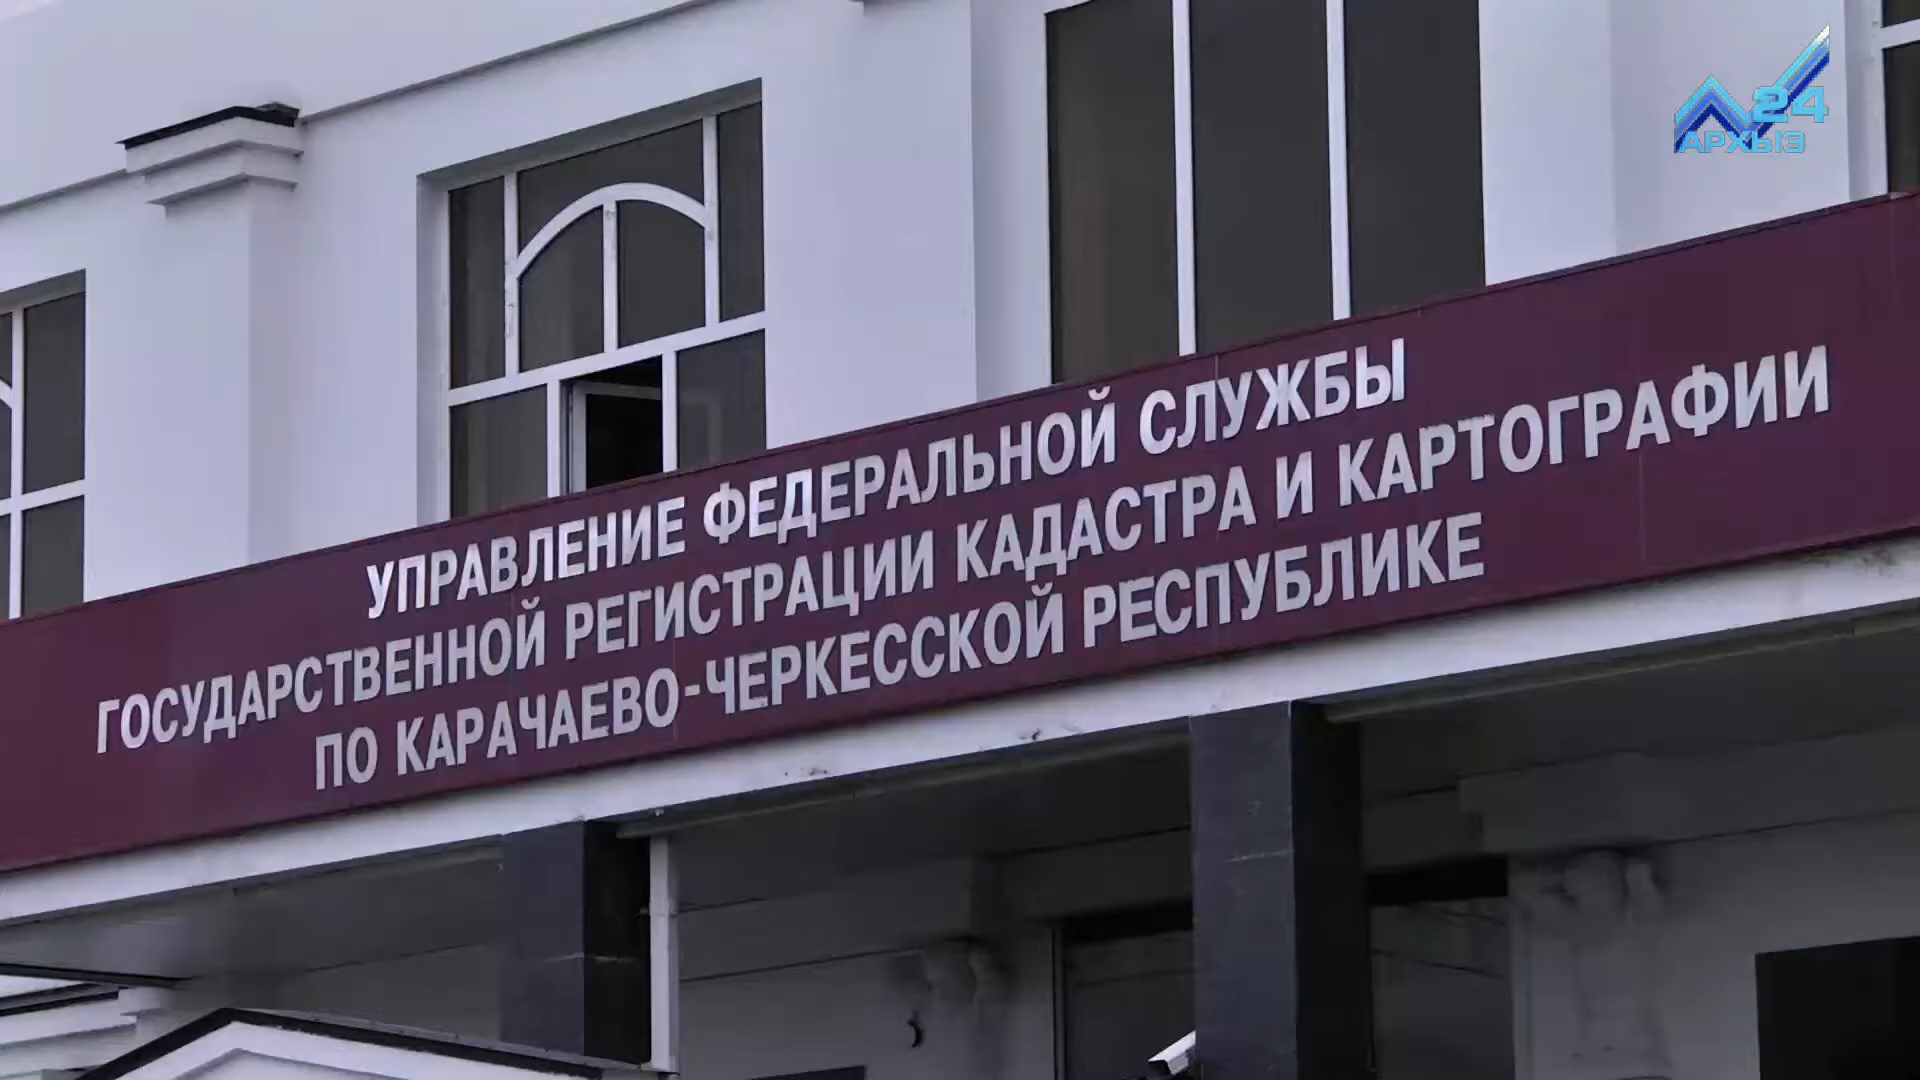 24
АРХЫЗ
УПРАВЛЕНИЕ ФЕДЕРАЛЬНОЙ СЛУЖБЫ
ГОСУДАРСТВЕННОЙ РЕГИСТРАЦИИ КАДАСТРА И КАРТОГРАФИИ
ПО КАРАЧАЕВО-ЧЕРКЕССКОЙ РЕСПУБЛИКЕ